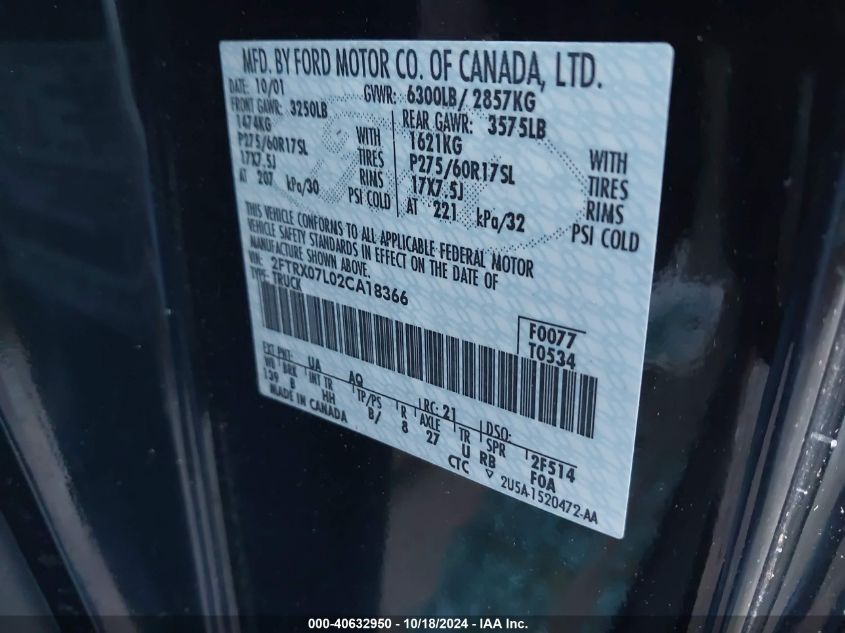 MFD. BY FORD MOTOR CO. OF CANADA, LTD.
DATE: 10/01 GVWR: 6300LB/ 2857KG
FRONT GAWR: 3250LB REAR GAWR: 3575LB
1474KG WITH 1621KG WITH
P275/60R17SL TIRES P275/60R17SL TIRES
17X7.5J RIMS 17X7.5J RIMS
AT 207 kPa/30 PSI COLD AT 221 kPa/32 PSI COLD
THIS VEHICLE CONFORMS TO ALL APPLICABLE FEDERAL MOTOR
VEHICLE SAFETY STANDARDS IN EFFECT ON THE DATE OF
MANUFACTURE SHOWN ABOVE.
VIN: 2FTRX07L02CA18366
TYPE: TRUCK
F0077
T0534
EXT PNT: UA AQ RC: 21 DSO:
WB BRK INT TR TP/PS R AXLE TR SPR 2F514
139 B HH B/ 8 27 U RB F0A
MADE IN CANADA CTC ▽ 2U5A-1520472-AA
000-40632950 / 10/18/2024 - IAA Inc.